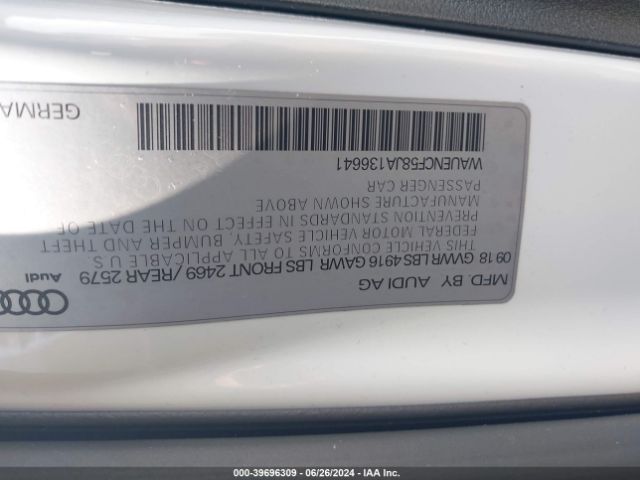 MFD. BY AUDI AG
Audi
09 18 GVWR LBS 4916 GAWR LBS FRONT 2469 / REAR 2579
THIS VEHICLE CONFORMS TO ALL APPLICABLE U.S.
FEDERAL MOTOR VEHICLE SAFETY, BUMPER AND THEFT
PREVENTION STANDARDS IN EFFECT ON THE DATE OF
MANUFACTURE SHOWN ABOVE
PASSENGER CAR
WAUENCF58JA136641
GERMA
000-39696309 / 06/26/2024 / IAA Inc.